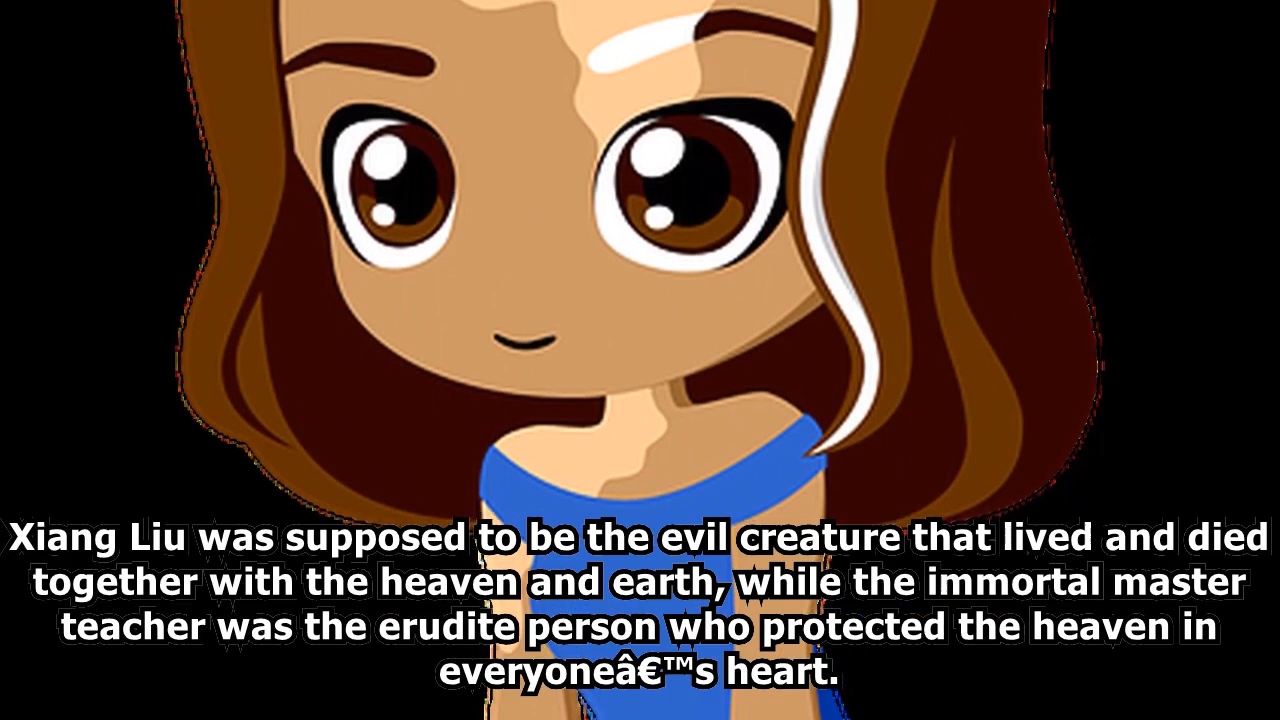 Xiang Liu was supposed to be the evil creature that lived and died
together with the heaven and earth, while the immortal master
teacher was the erudite person who protected the heaven in
everyoneâ€™s heart.